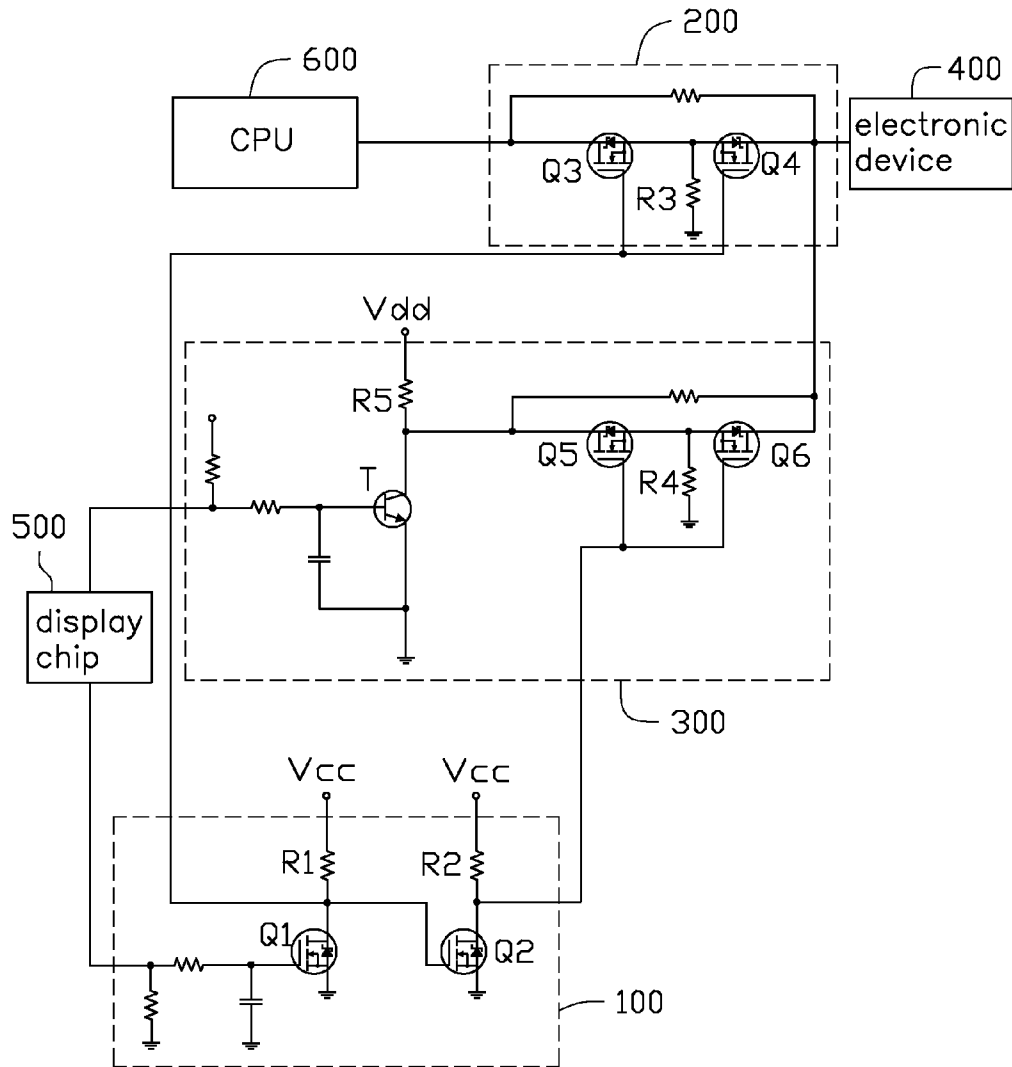 200
600
400
CPU
electronic
device
Q3
Q4
R3
Vdd
R5
Q5
Q6
T
R4
500
display
chip
300
Vcc
Vcc
R1
R2
Q1
Q2
100